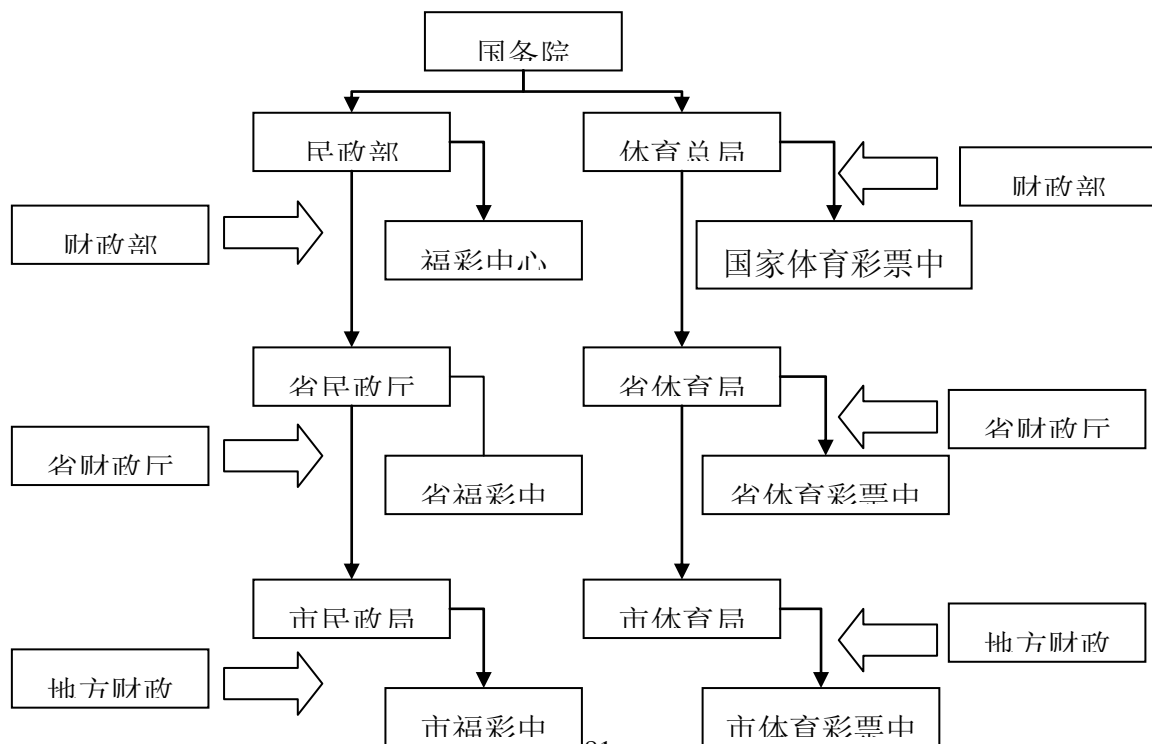 国务院
民政部
体育总局
财政部
财政部
福彩中心
国家体育彩票中
省民政厅
省体育局
省财政厅
省财政厅
省福彩中
省体育彩票中
市民政局
市体育局
地方财政
地方财政
市福彩中
市体育彩票中